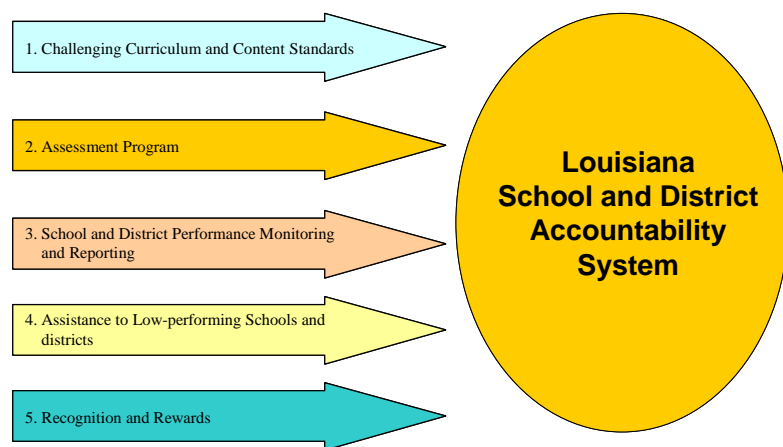 1. Challenging Curriculum and Content Standards
2. Assessment Program
3. School and District Performance Monitoring
and Reporting
4. Assistance to Low-performing Schools and
districts
5. Recognition and Rewards
Louisiana
School and District
Accountability
System